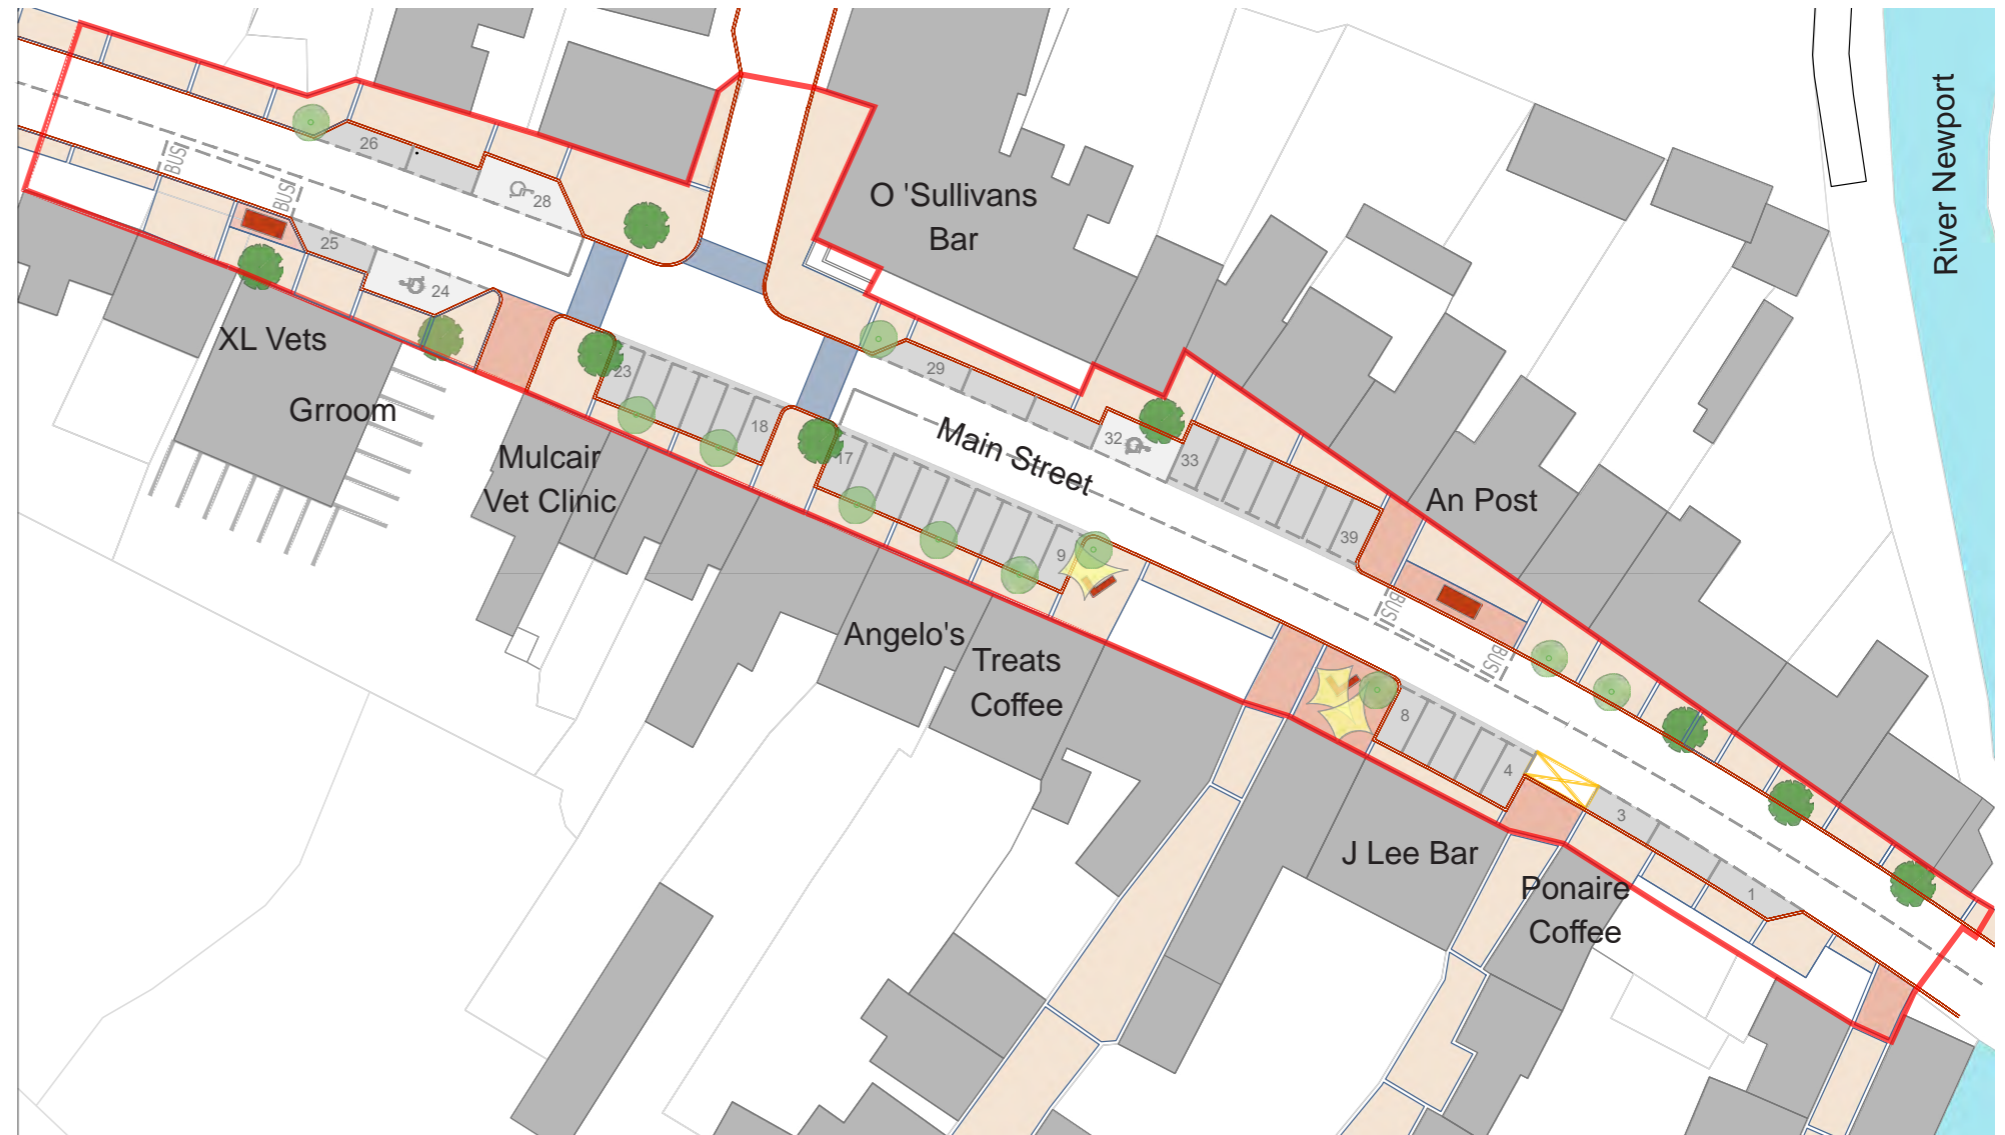 River Newport
26
BUS
BUS
28
25
24
O 'Sullivans
Bar
XL Vets
Grroom
23
18
29
Main Street
32
33
17
39
An Post
Mulcair
Vet Clinic
9
BUS
BUS
Angelo's
Treats
Coffee
8
4
3
1
J Lee Bar
Ponaire
Coffee